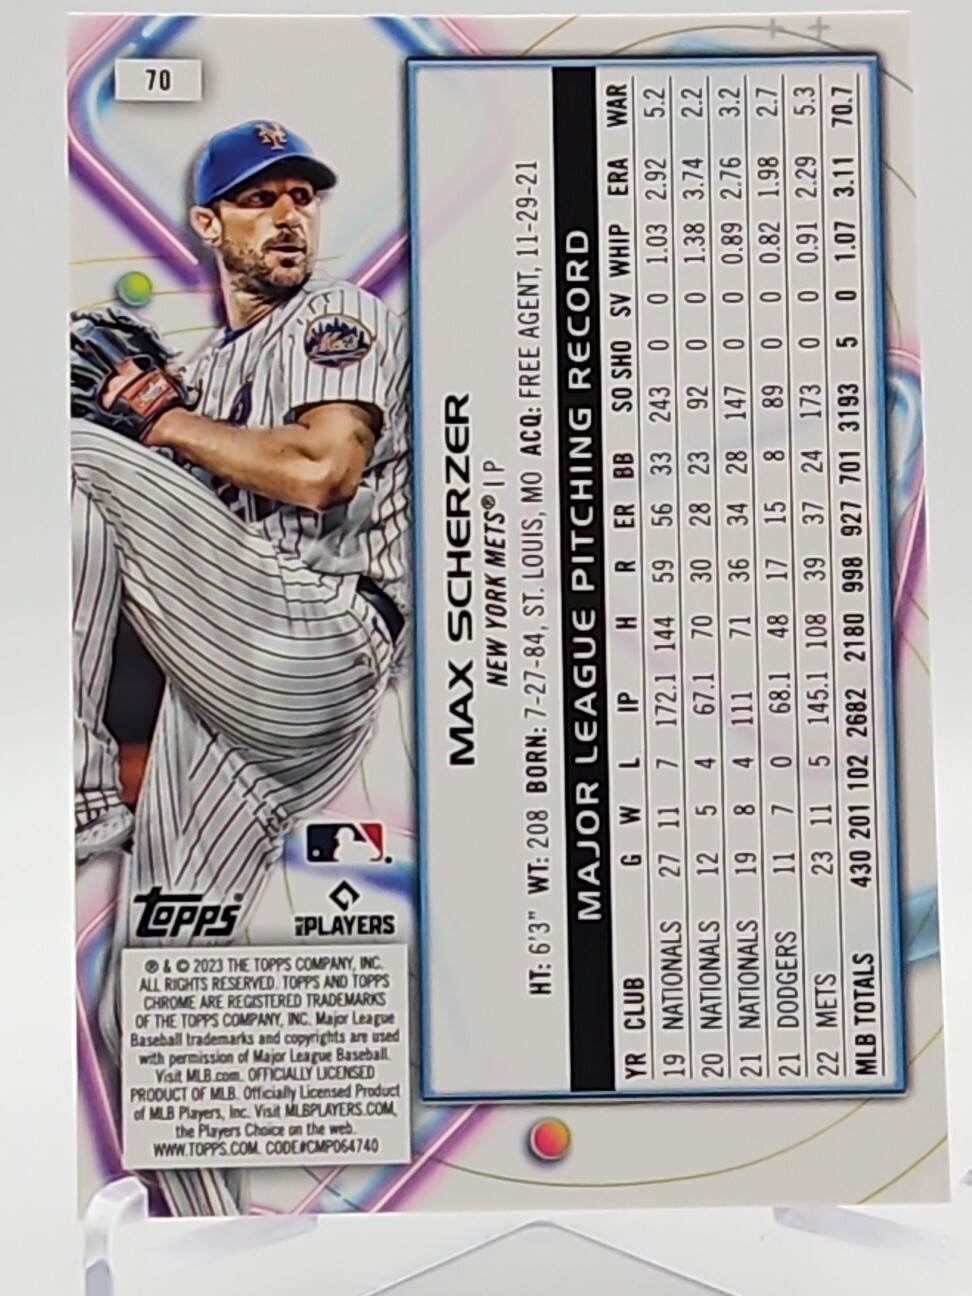 70
topps
MLB PLAYERS
® & © 2023 THE TOPPS COMPANY, INC.
ALL RIGHTS RESERVED. TOPPS AND TOPPS
CHROME ARE REGISTERED TRADEMARKS
OF THE TOPPS COMPANY, INC. Major League
Baseball trademarks and copyrights are used
with permission of Major League Baseball.
Visit MLB.com. OFFICIALLY LICENSED
PRODUCT OF MLB. Officially Licensed Product
of MLB Players, Inc. Visit MLBPLAYERS.COM,
the Players Choice on the web.
WWW.TOPPS.COM. CODE#CMP064740
MAX SCHERZER
NEW YORK METS® | P
HT: 6'3" WT: 208 BORN: 7-27-84, ST. LOUIS, MO ACQ: FREE AGENT, 11-29-21
MAJOR LEAGUE PITCHING RECORD
YR CLUB G W L IP H R ER BB SO SHO SV WHIP ERA WAR
19 NATIONALS 27 11 7 172.1 144 59 56 33 243 0 0 1.03 2.92 5.2
20 NATIONALS 12 5 4 67.1 70 30 28 23 92 0 0 1.38 3.74 2.2
21 NATIONALS 19 8 4 111 71 36 34 28 147 0 0 0.89 2.76 3.2
21 DODGERS 11 7 0 68.1 48 17 15 8 89 0 0 0.82 1.98 2.7
22 METS 23 11 5 145.1 108 39 37 24 173 0 0 0.91 2.29 5.3
MLB TOTALS 430 201 102 2682 2180 998 927 701 3193 5 0 1.07 3.11 70.7